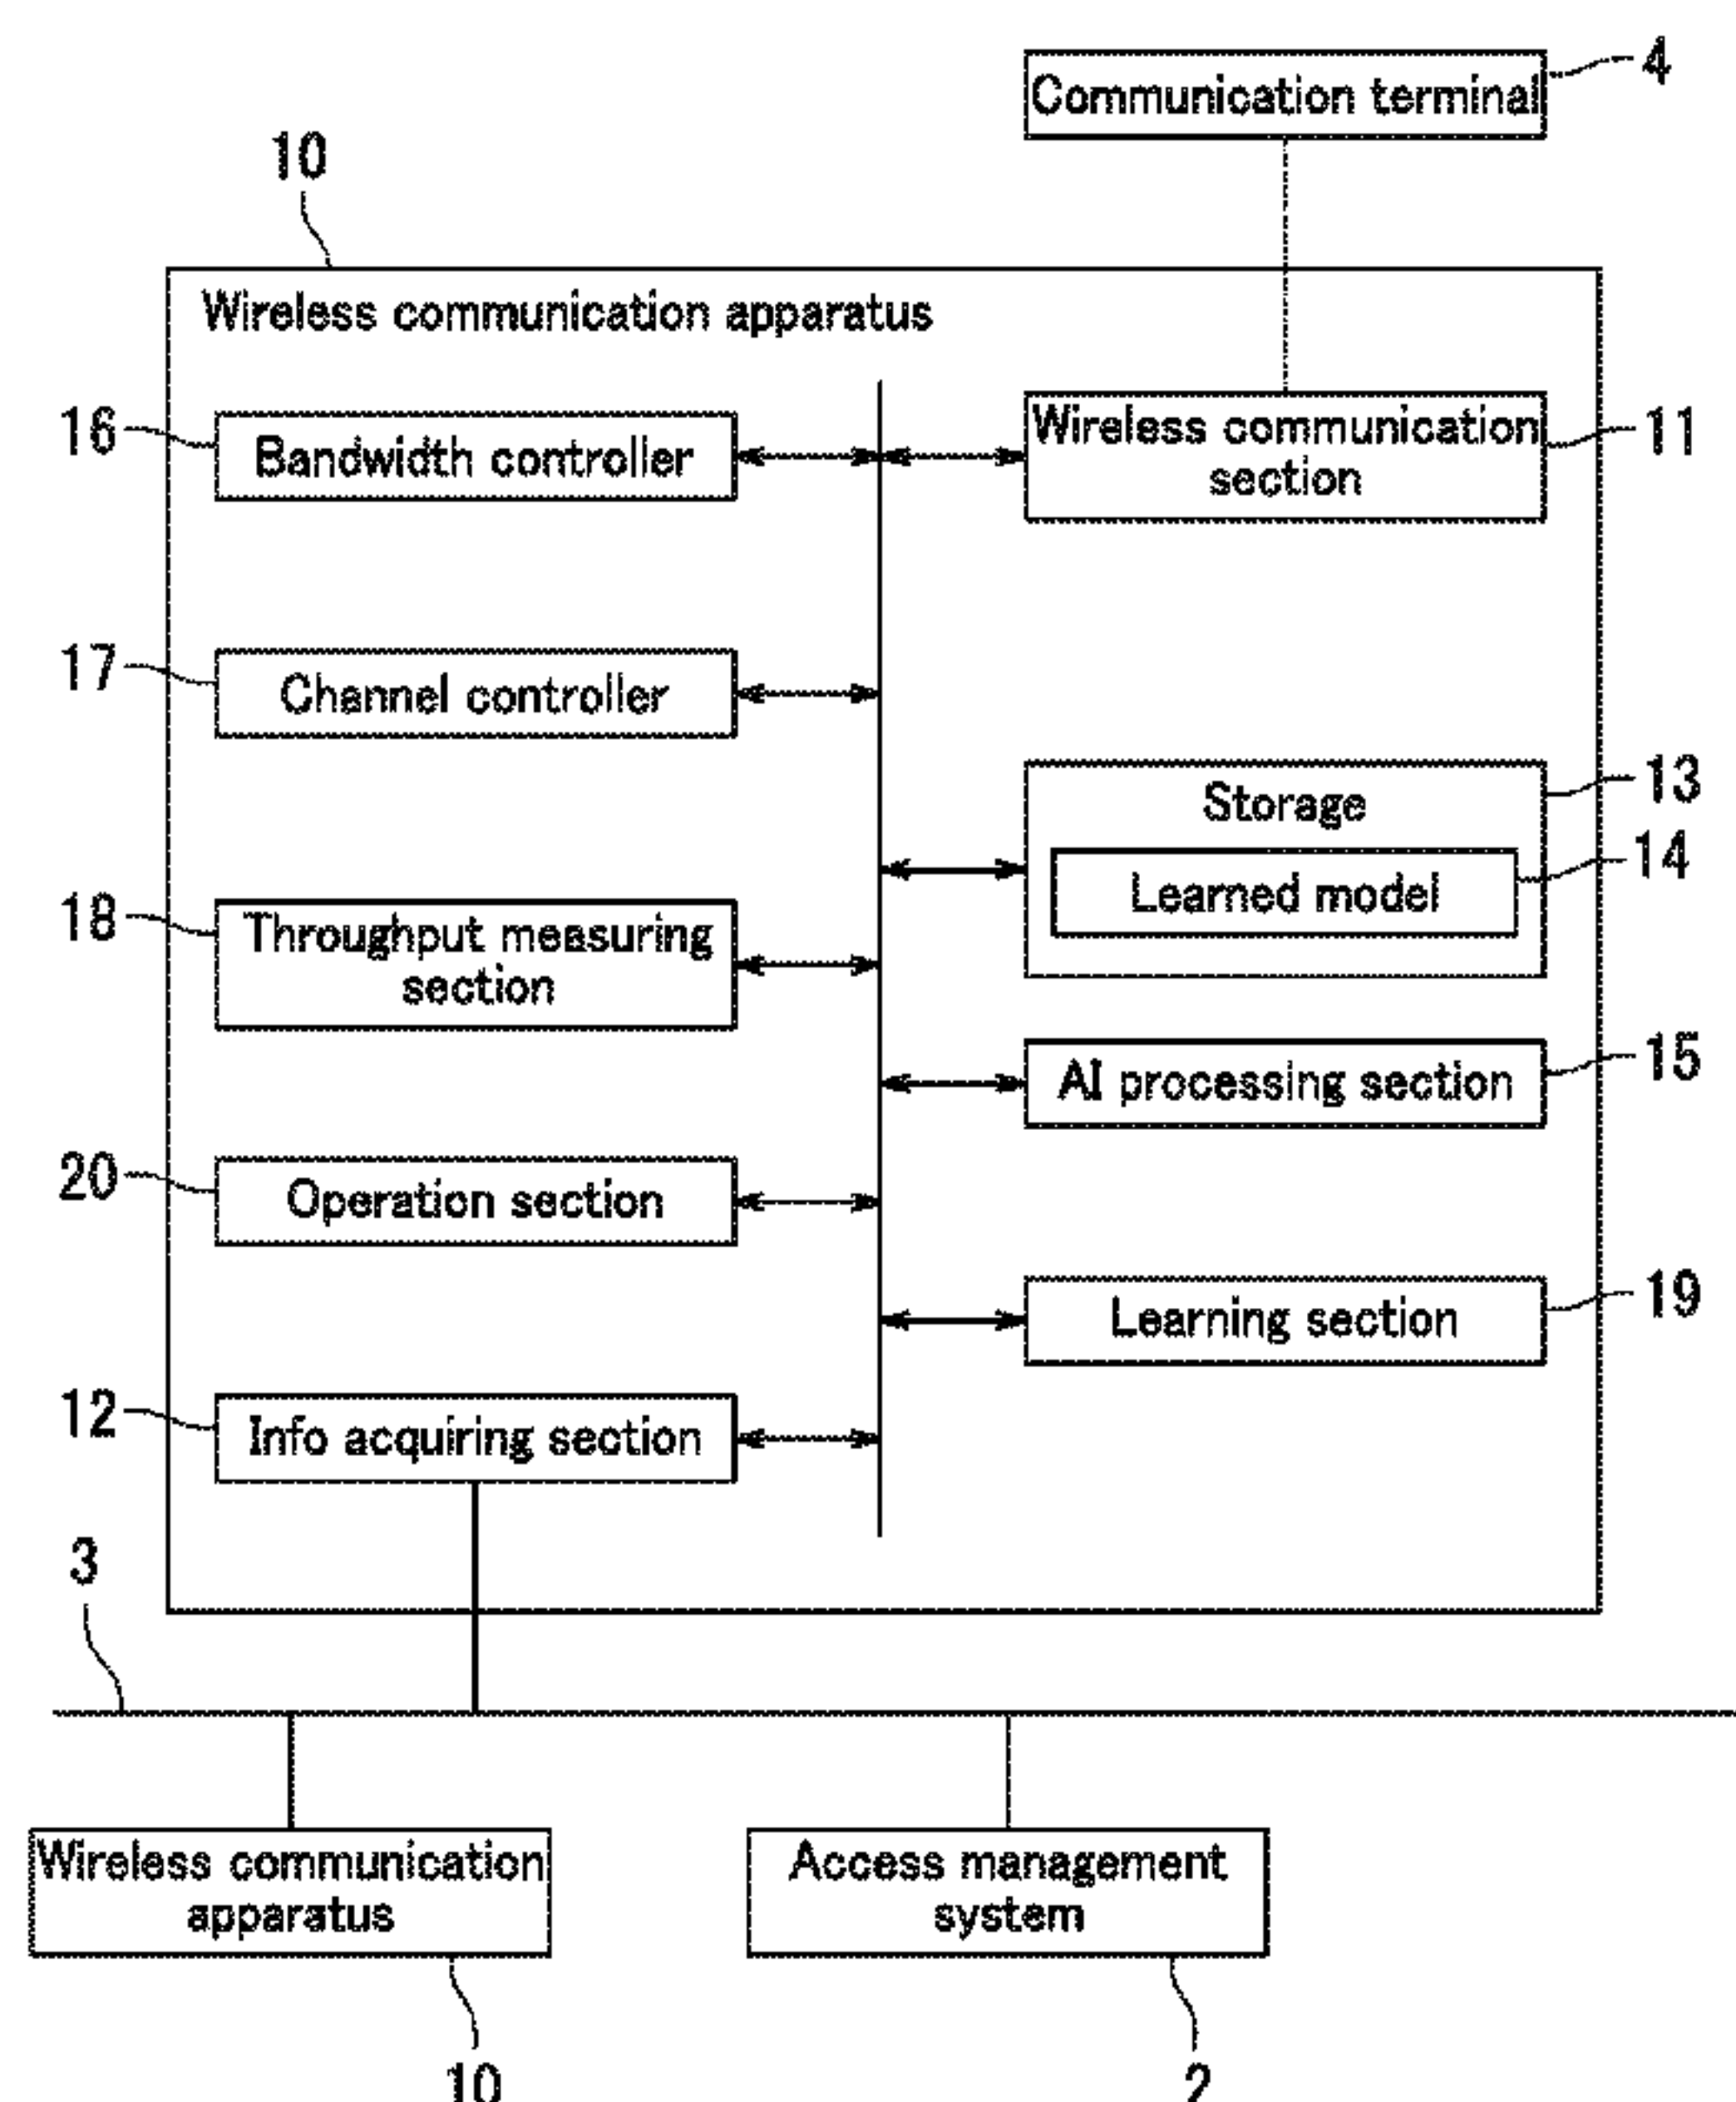 4
Communication terminal
10
Wireless communication apparatus
16
Bandwidth controller
Wireless communication
section
11
17
Channel controller
13
Storage
14
Learned model
18
Throughput measuring
section
15
AI processing section
20
Operation section
19
Learning section
12
Info acquiring section
3
Wireless communication
apparatus
Access management
system
10
2